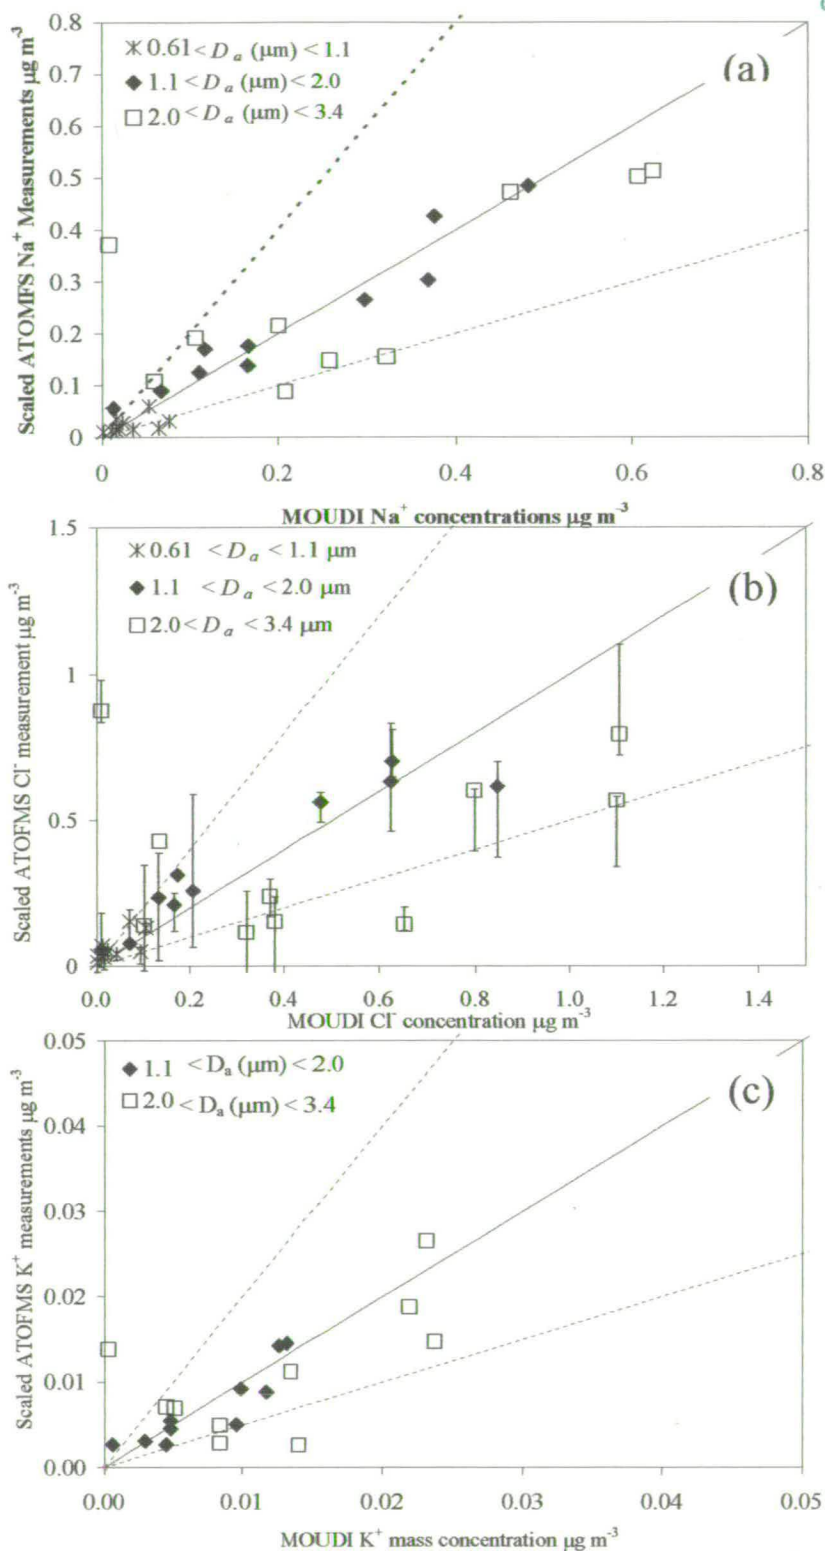 0.8
0.7
0.6
0.5
0.4
0.3
0.2
0.1
0
0.61 < D a (μm) < 1.1
1.1 < D a (μm) < 2.0
2.0 < D a (μm) < 3.4
(a)
Scaled ATOMFS Na+ Measurements μg m-3
0 0.2 0.4 0.6 0.8
MOUDI Na+ concentrations μg m-3
1.5
1
0.5
0
0.61 < D a < 1.1 μm
1.1 < D a < 2.0 μm
2.0 < D a < 3.4 μm
(b)
Scaled ATOFMS Cl- measurement μg m-3
0.0 0.2 0.4 0.6 0.8 1.0 1.2 1.4
MOUDI Cl- concentration μg m-3
0.05
0.04
0.03
0.02
0.01
0.00
1.1 < Da (μm) < 2.0
2.0 < Da (μm) < 3.4
(c)
Scaled ATOFMS K+ measurements μg m-3
0.00 0.01 0.02 0.03 0.04 0.05
MOUDI K+ mass concentration μg m-3